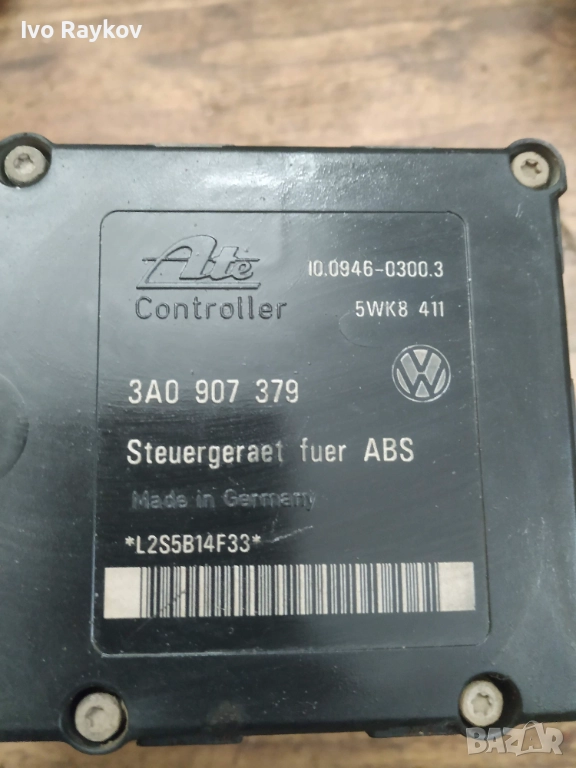 Ivo Raykov
Ate
10.0946-0300.3
Controller
5WK8 411
3A0 907 379
Steuergeraet fuer ABS
Made in Germany
*L2S5B14F33*
BAZAR